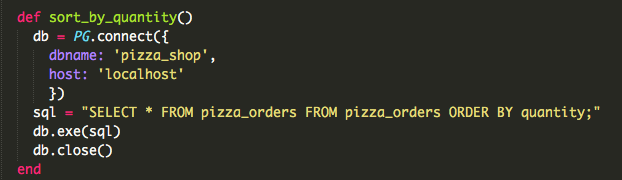 def sort_by_quantity()
db = PG.connect({
dbname: 'pizza_shop',
host: 'localhost'
})
sql = "SELECT * FROM pizza_orders FROM pizza_orders ORDER BY quantity;"
db.exe(sql)
db.close()
end